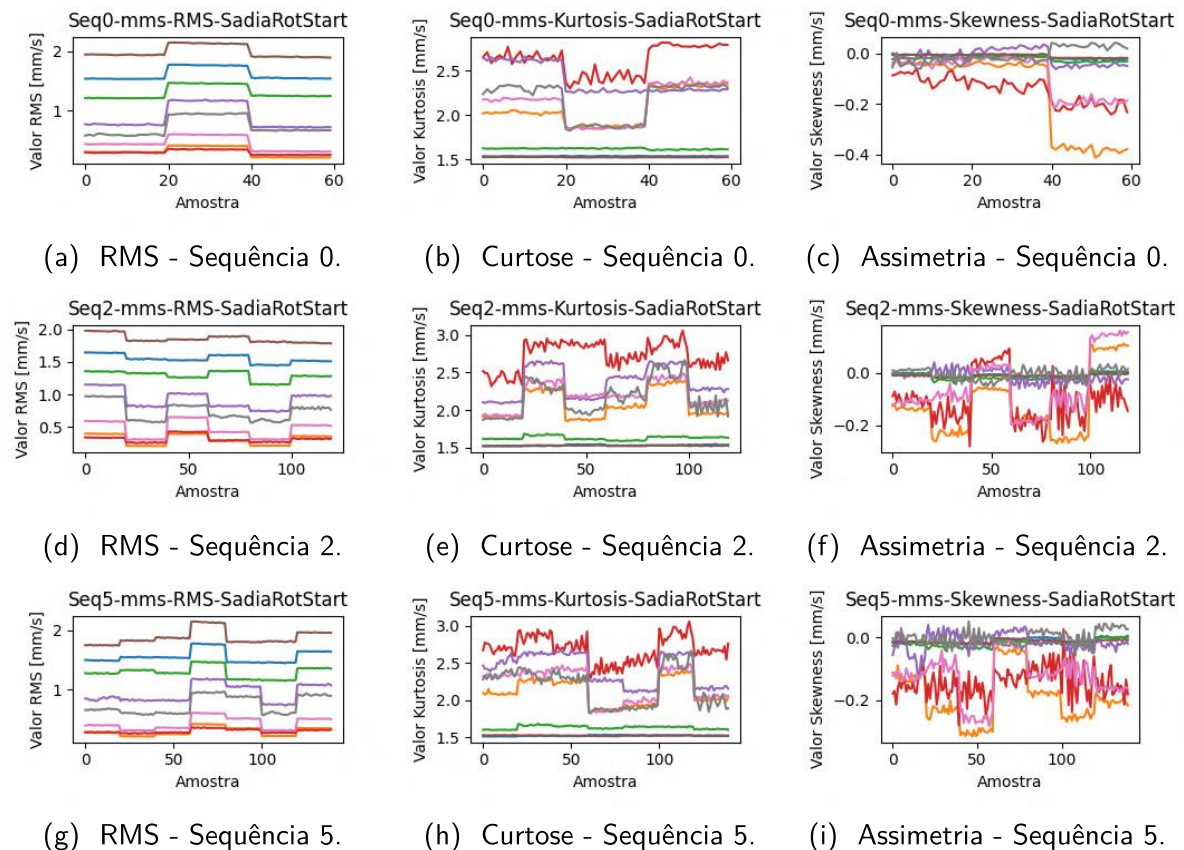 Seq0-mms-RMS-SadiaRotStart
Valor RMS [mm/s]
2
1
0 20 40 60
Amostra
(a) RMS - Sequência 0.
Seq0-mms-Kurtosis-SadiaRotStart
Valor Kurtosis [mm/s]
2.5
2.0
1.5
0 20 40 60
Amostra
(b) Curtose - Sequência 0.
Seq0-mms-Skewness-SadiaRotStart
Valor Skewness [mm/s]
0.0
−0.2
−0.4
0 20 40 60
Amostra
(c) Assimetria - Sequência 0.
Seq2-mms-RMS-SadiaRotStart
Valor RMS [mm/s]
2.0
1.5
1.0
0.5
0 50 100
Amostra
(d) RMS - Sequência 2.
Seq2-mms-Kurtosis-SadiaRotStart
Valor Kurtosis [mm/s]
3.0
2.5
2.0
1.5
0 50 100
Amostra
(e) Curtose - Sequência 2.
Seq2-mms-Skewness-SadiaRotStart
Valor Skewness [mm/s]
0.0
−0.2
0 50 100
Amostra
(f) Assimetria - Sequência 2.
Seq5-mms-RMS-SadiaRotStart
Valor RMS [mm/s]
2
1
0 50 100
Amostra
(g) RMS - Sequência 5.
Seq5-mms-Kurtosis-SadiaRotStart
Valor Kurtosis [mm/s]
3.0
2.5
2.0
1.5
0 50 100
Amostra
(h) Curtose - Sequência 5.
Seq5-mms-Skewness-SadiaRotStart
Valor Skewness [mm/s]
0.0
−0.2
0 50 100
Amostra
(i) Assimetria - Sequência 5.